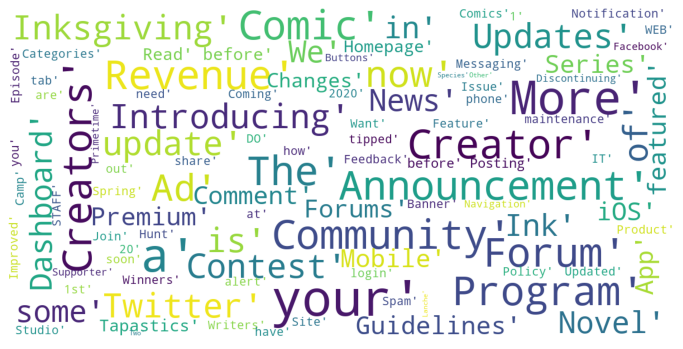 Inksgiving'
Comic'
in'
Comics'
1'
Notification'
Categories'
Read'
before'
We'
Homepage'
Updates'
WEB'
Facebook'
Episode'
tab'
are'
Revenue'
Changes'
Buttons'
now'
Messaging'
Series'
Species'
Other'
Discontinuing'
need'
Coming'
2020'
News'
Issue'
phone'
More'
Creators'
Introducing'
Want'
Feature'
maintenance'
of'
featured'
Primetime'
update'
DO'
tipped'
Creator'
you'
out'
share'
how'
Feedback'
before'
Posting'
IT'
Camp'
Dashboard'
STAFF'
Spring'
The'
Ad'
Comment'
Announcement'
Banner'
Navigation'
Premium'
at'
Forums'
Ink'
iOS'
Product'
Improved'
Join'
Hunt'
is'
Community'
Forum'
App'
Supporter'
20'
soon'
a'
Contest'
Mobile'
login'
Policy'
Updated'
1st'
Winners'
alert'
your'
Spam'
Program'
some'
Twitter'
Studio'
Tapastics'
Writers'
have'
Site'
Guidelines'
Novel'